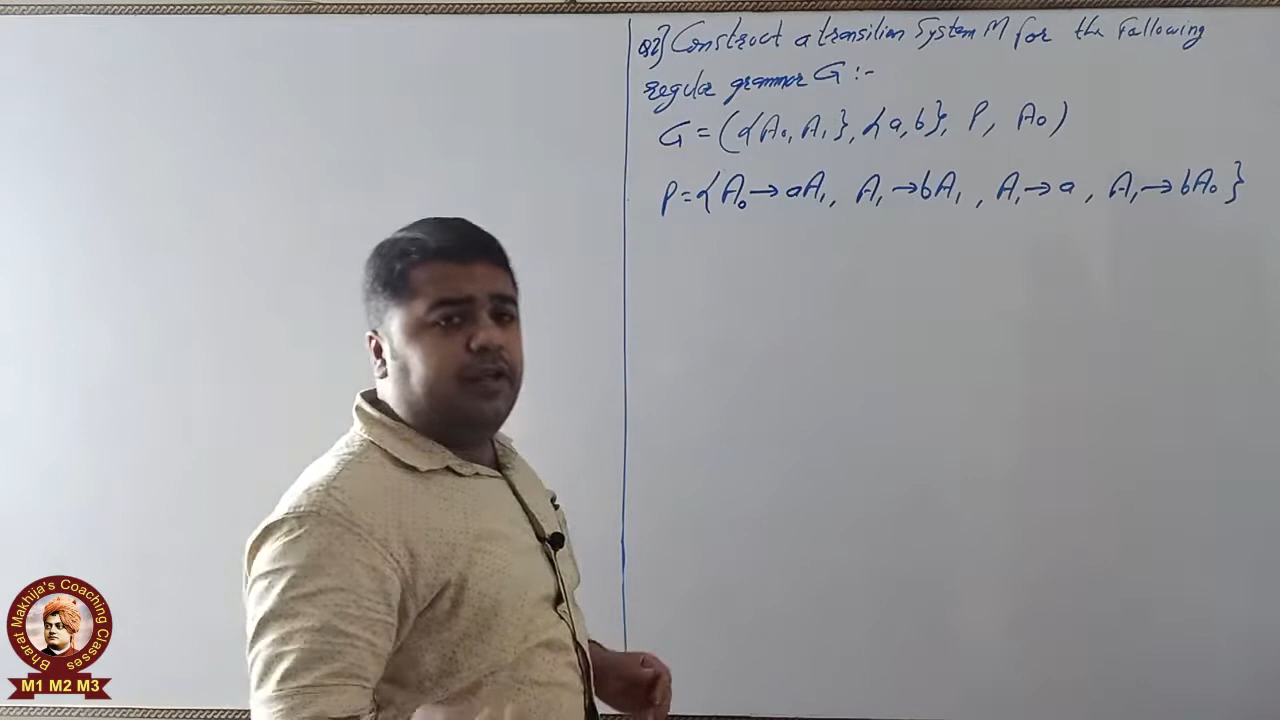 Q2] Construct a transition System M for the Following
regular grammar G :-
G = ({A₀, A₁}, {a, b}, P, A₀)
P = {A₀ → aA₁, A₁ → bA₁, A₁ → a, A₁ → bA₀}
Bharat Makhija's Coaching Classes
M1 M2 M3